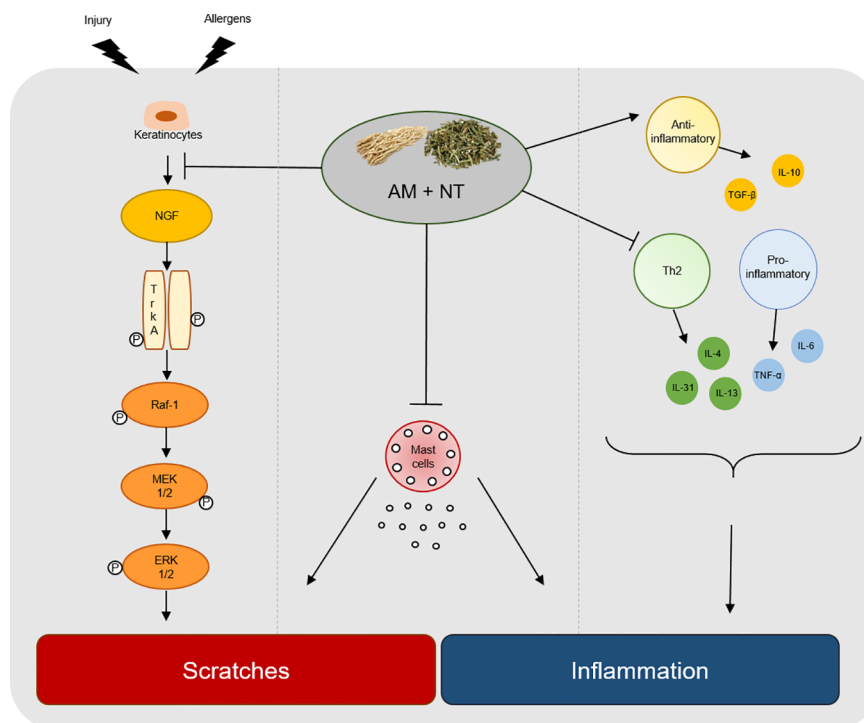 Injury
Allergens
Keratinocytes
NGF
TrkA
P
P
Raf-1
P
MEK
1/2
P
ERK
1/2
P
AM + NT
Mast
cells
Anti-
inflammatory
IL-10
TGF-β
Th2
Pro-
inflammatory
IL-4
IL-6
IL-31
IL-13
TNF-α
Scratches
Inflammation